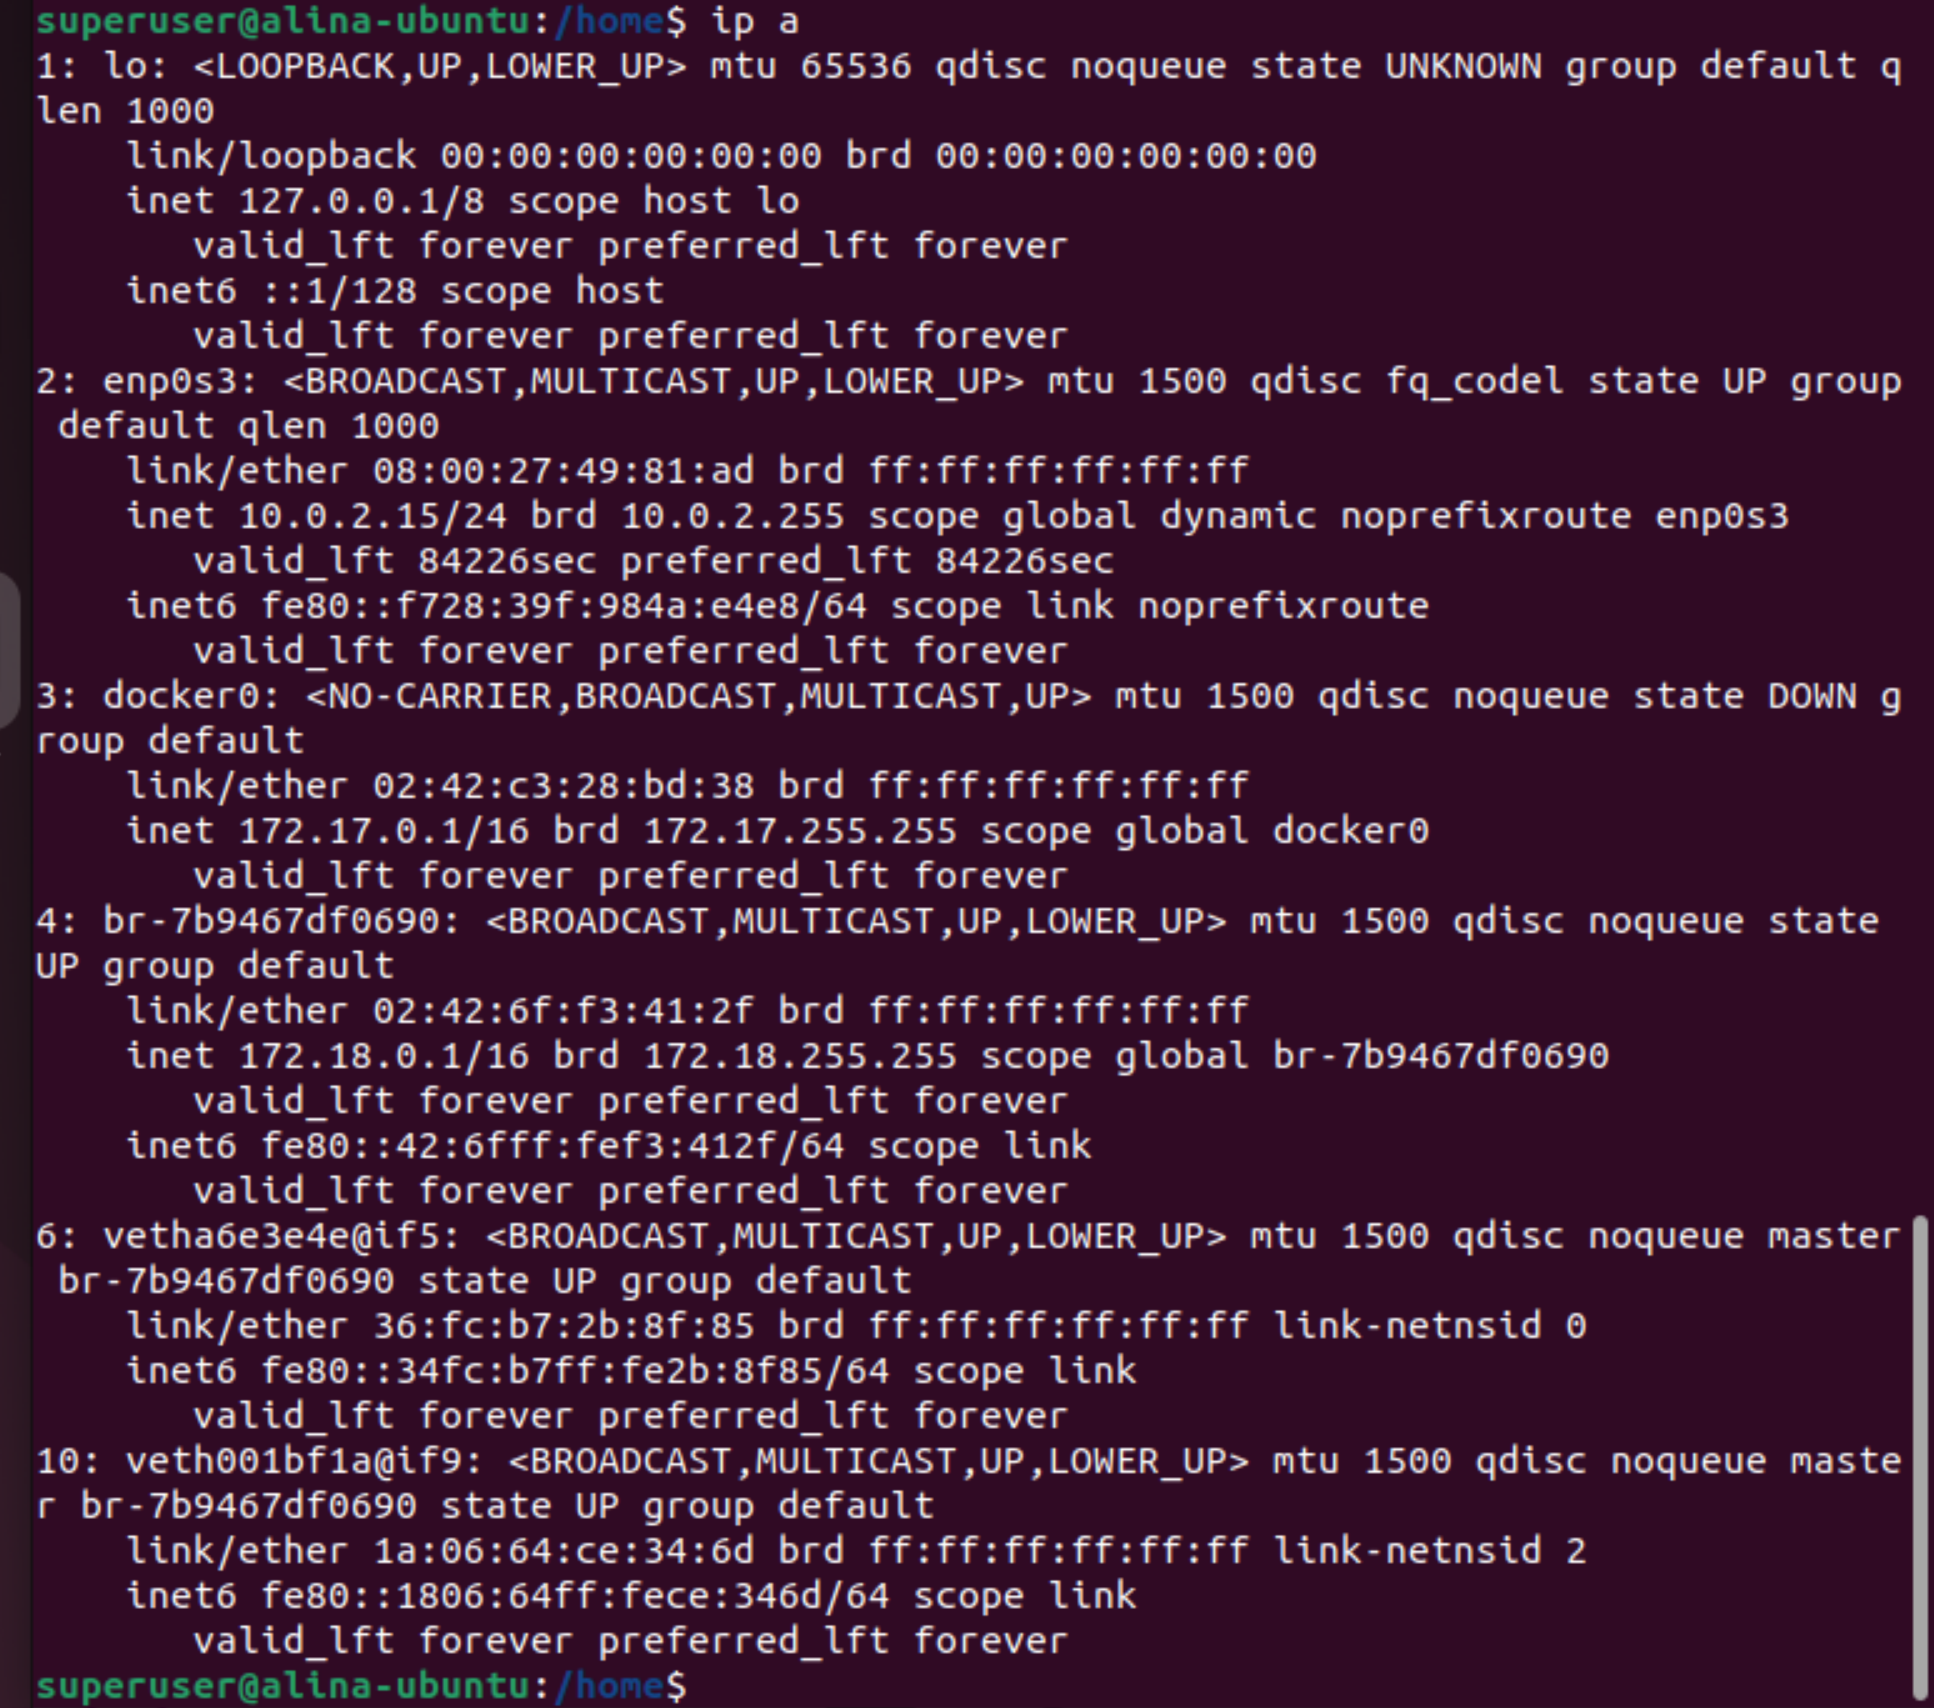 superuser@alina-ubuntu:/home$ ip a
1: lo: <LOOPBACK,UP,LOWER_UP> mtu 65536 qdisc noqueue state UNKNOWN group default q
len 1000
    link/loopback 00:00:00:00:00:00 brd 00:00:00:00:00:00
    inet 127.0.0.1/8 scope host lo
       valid_lft forever preferred_lft forever
    inet6 ::1/128 scope host
       valid_lft forever preferred_lft forever
2: enp0s3: <BROADCAST,MULTICAST,UP,LOWER_UP> mtu 1500 qdisc fq_codel state UP group
 default qlen 1000
    link/ether 08:00:27:49:81:ad brd ff:ff:ff:ff:ff:ff
    inet 10.0.2.15/24 brd 10.0.2.255 scope global dynamic noprefixroute enp0s3
       valid_lft 84226sec preferred_lft 84226sec
    inet6 fe80::f728:39f:984a:e4e8/64 scope link noprefixroute
       valid_lft forever preferred_lft forever
3: docker0: <NO-CARRIER,BROADCAST,MULTICAST,UP> mtu 1500 qdisc noqueue state DOWN g
roup default
    link/ether 02:42:c3:28:bd:38 brd ff:ff:ff:ff:ff:ff
    inet 172.17.0.1/16 brd 172.17.255.255 scope global docker0
       valid_lft forever preferred_lft forever
4: br-7b9467df0690: <BROADCAST,MULTICAST,UP,LOWER_UP> mtu 1500 qdisc noqueue state
UP group default
    link/ether 02:42:6f:f3:41:2f brd ff:ff:ff:ff:ff:ff
    inet 172.18.0.1/16 brd 172.18.255.255 scope global br-7b9467df0690
       valid_lft forever preferred_lft forever
    inet6 fe80::42:6fff:fef3:412f/64 scope link
       valid_lft forever preferred_lft forever
6: vetha6e3e4e@if5: <BROADCAST,MULTICAST,UP,LOWER_UP> mtu 1500 qdisc noqueue master
 br-7b9467df0690 state UP group default
    link/ether 36:fc:b7:2b:8f:85 brd ff:ff:ff:ff:ff:ff link-netnsid 0
    inet6 fe80::34fc:b7ff:fe2b:8f85/64 scope link
       valid_lft forever preferred_lft forever
10: veth001bf1a@if9: <BROADCAST,MULTICAST,UP,LOWER_UP> mtu 1500 qdisc noqueue maste
r br-7b9467df0690 state UP group default
    link/ether 1a:06:64:ce:34:6d brd ff:ff:ff:ff:ff:ff link-netnsid 2
    inet6 fe80::1806:64ff:fece:346d/64 scope link
       valid_lft forever preferred_lft forever
superuser@alina-ubuntu:/home$